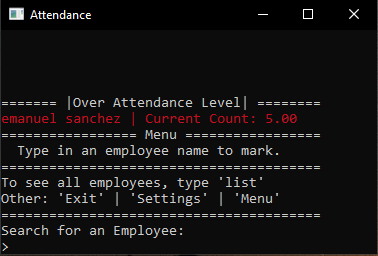 Attendance
======= |Over Attendance Level| ========
emanuel sanchez | Current Count: 5.00
================= Menu =================
Type in an employee name to mark.
========================================
To see all employees, type 'list'
Other: 'Exit' | 'Settings' | 'Menu'
========================================
Search for an Employee:
>